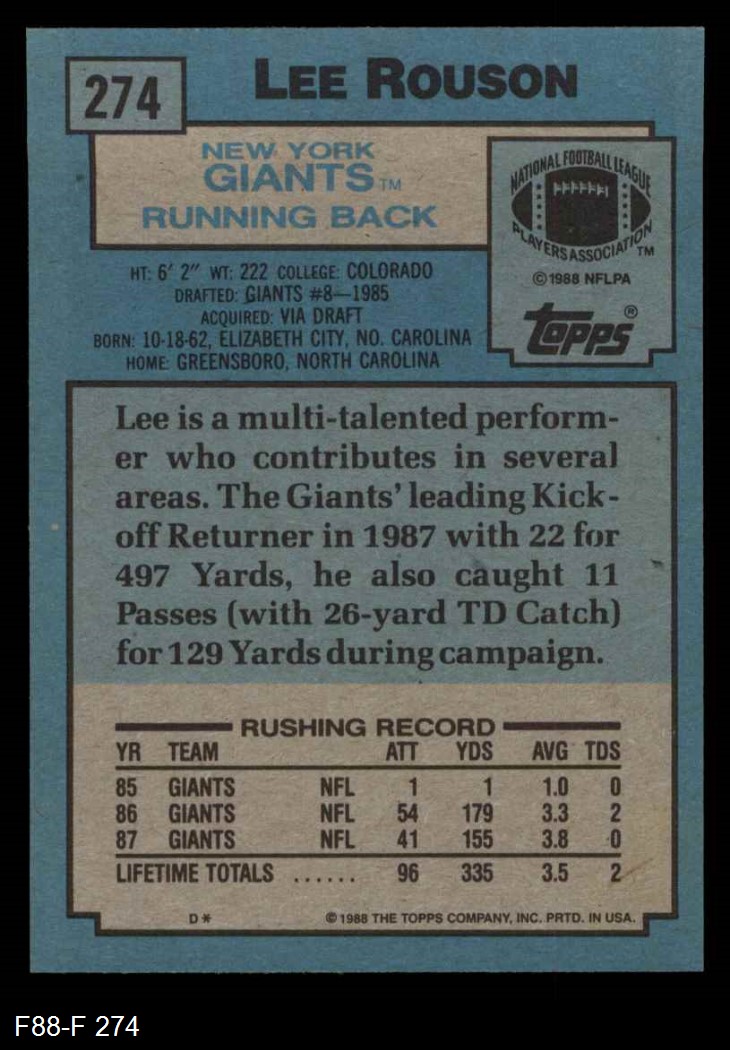 274
LEE ROUSON
NEW YORK
GIANTS TM
RUNNING BACK
NATIONAL FOOTBALL LEAGUE
PLAYERS ASSOCIATION TM
© 1988 NFLPA
Topps ®
HT: 6' 2" WT: 222 COLLEGE: COLORADO
DRAFTED: GIANTS #8—1985
ACQUIRED: VIA DRAFT
BORN: 10-18-62, ELIZABETH CITY, NO. CAROLINA
HOME: GREENSBORO, NORTH CAROLINA
Lee is a multi-talented perform-
er who contributes in several
areas. The Giants' leading Kick-
off Returner in 1987 with 22 for
497 Yards, he also caught 11
Passes (with 26-yard TD Catch)
for 129 Yards during campaign.
RUSHING RECORD
YR TEAM ATT YDS AVG TDS
85 GIANTS NFL 1 1 1.0 0
86 GIANTS NFL 54 179 3.3 2
87 GIANTS NFL 41 155 3.8 0
LIFETIME TOTALS ...... 96 335 3.5 2
D* © 1988 THE TOPPS COMPANY, INC. PRTD. IN USA.
F88-F 274